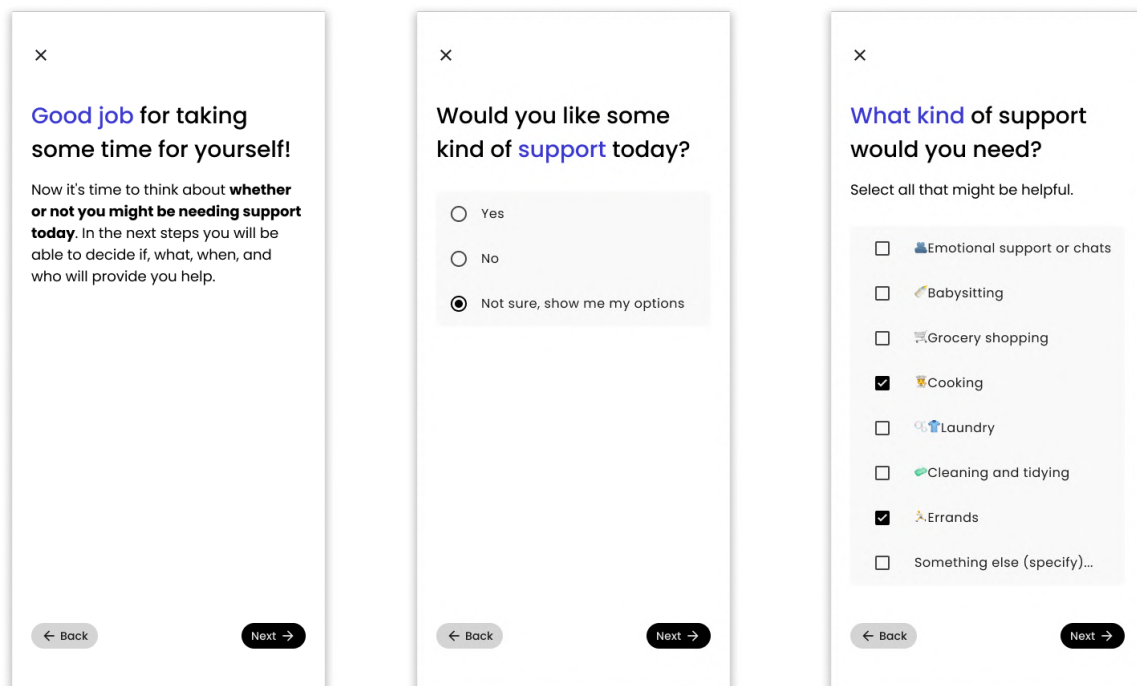 Good job for taking
some time for yourself!
Now it's time to think about whether
or not you might be needing support
today. In the next steps you will be
able to decide if, what, when, and
who will provide you help.
← Back
Next →
Would you like some
kind of support today?
Yes
No
Not sure, show me my options
← Back
Next →
What kind of support
would you need?
Select all that might be helpful.
Emotional support or chats
Babysitting
Grocery shopping
Cooking
Laundry
Cleaning and tidying
Errands
Something else (specify)...
← Back
Next →